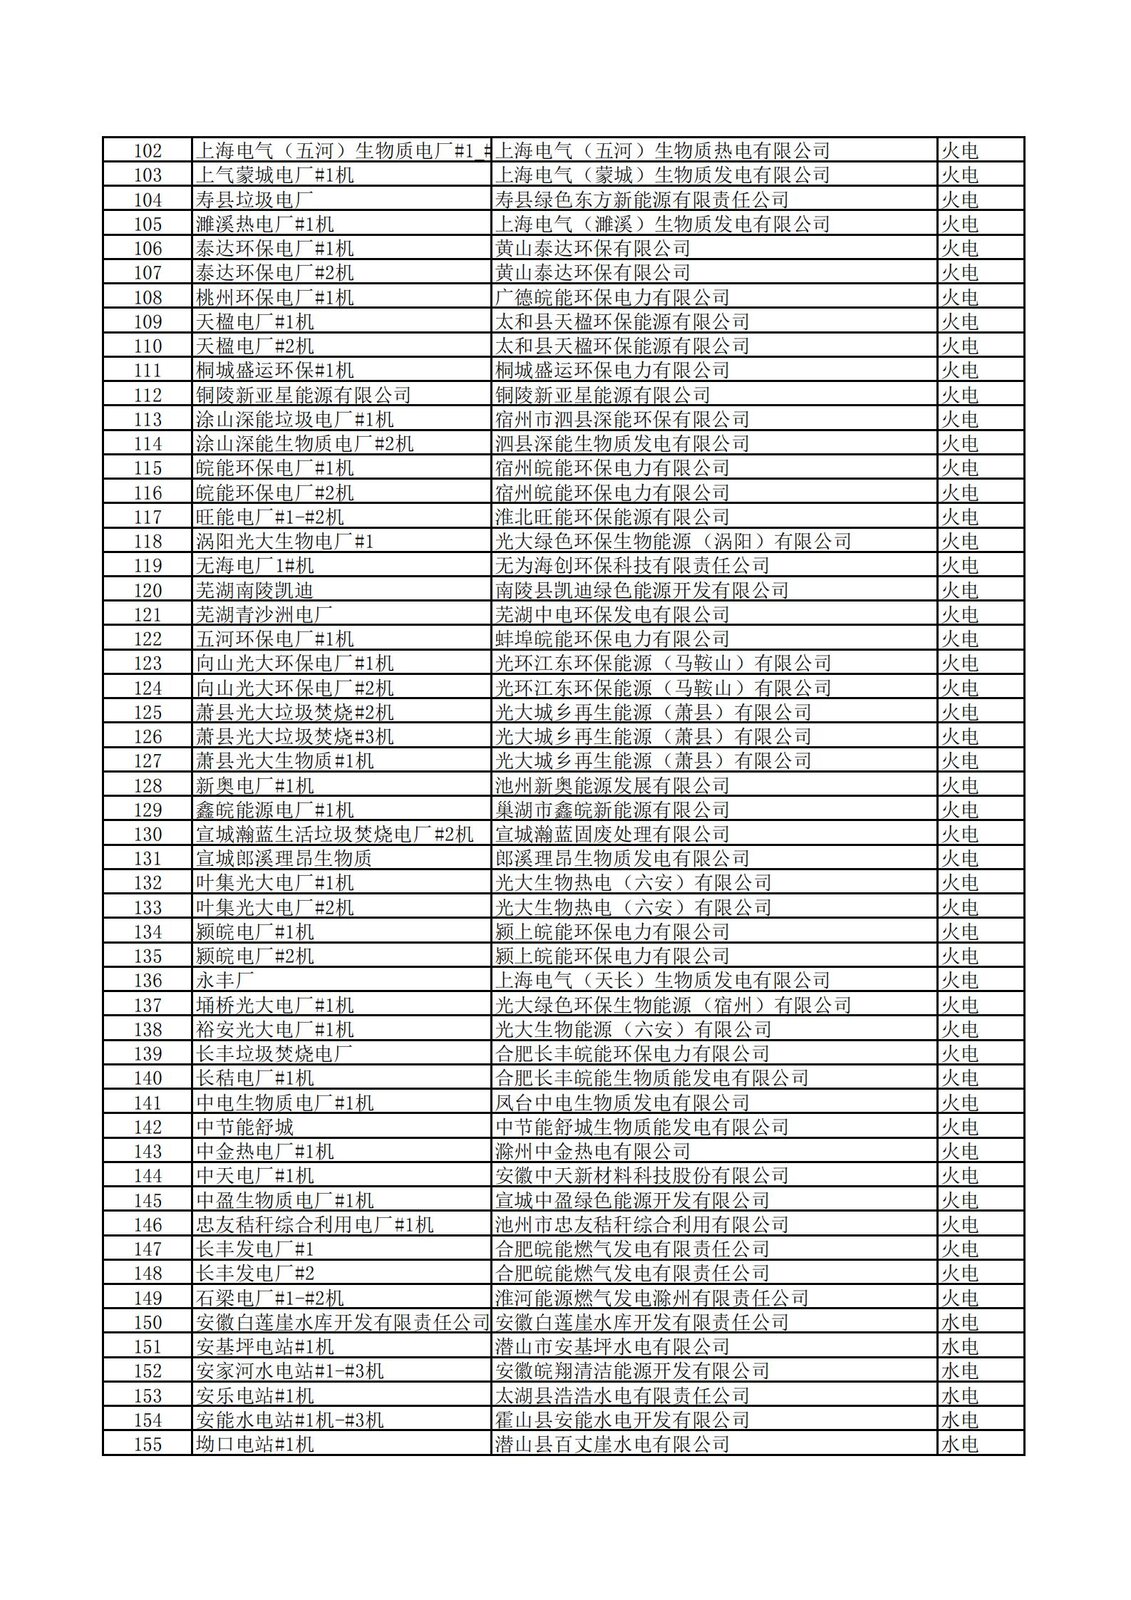 102 上海电气（五河）生物质电厂#1_# 上海电气（五河）生物质热电有限公司 火电
103 上气蒙城电厂#1机 上海电气（蒙城）生物质发电有限公司 火电
104 寿县垃圾电厂 寿县绿色东方新能源有限责任公司 火电
105 濉溪热电厂#1机 上海电气（濉溪）生物质发电有限公司 火电
106 泰达环保电厂#1机 黄山泰达环保有限公司 火电
107 泰达环保电厂#2机 黄山泰达环保有限公司 火电
108 桃州环保电厂#1机 广德皖能环保电力有限公司 火电
109 天楹电厂#1机 太和县天楹环保能源有限公司 火电
110 天楹电厂#2机 太和县天楹环保能源有限公司 火电
111 桐城盛运环保#1机 桐城盛运环保电力有限公司 火电
112 铜陵新亚星能源有限公司 铜陵新亚星能源有限公司 火电
113 涂山深能垃圾电厂#1机 宿州市泗县深能环保有限公司 火电
114 涂山深能生物质电厂#2机 泗县深能生物质发电有限公司 火电
115 皖能环保电厂#1机 宿州皖能环保电力有限公司 火电
116 皖能环保电厂#2机 宿州皖能环保电力有限公司 火电
117 旺能电厂#1-#2机 淮北旺能环保能源有限公司 火电
118 涡阳光大生物电厂#1 光大绿色环保生物能源（涡阳）有限公司 火电
119 无海电厂1#机 无为海创环保科技有限责任公司 火电
120 芜湖南陵凯迪 南陵县凯迪绿色能源开发有限公司 火电
121 芜湖青沙洲电厂 芜湖中电环保发电有限公司 火电
122 五河环保电厂#1机 蚌埠皖能环保电力有限公司 火电
123 向山光大环保电厂#1机 光环江东环保能源（马鞍山）有限公司 火电
124 向山光大环保电厂#2机 光环江东环保能源（马鞍山）有限公司 火电
125 萧县光大垃圾焚烧#2机 光大城乡再生能源（萧县）有限公司 火电
126 萧县光大垃圾焚烧#3机 光大城乡再生能源（萧县）有限公司 火电
127 萧县光大生物质#1机 光大城乡再生能源（萧县）有限公司 火电
128 新奥电厂#1机 池州新奥能源发展有限公司 火电
129 鑫皖能源电厂#1机 巢湖市鑫皖新能源有限公司 火电
130 宣城瀚蓝生活垃圾焚烧电厂#2机 宣城瀚蓝固废处理有限公司 火电
131 宣城郎溪理昂生物质 郎溪理昂生物质发电有限公司 火电
132 叶集光大电厂#1机 光大生物热电（六安）有限公司 火电
133 叶集光大电厂#2机 光大生物热电（六安）有限公司 火电
134 颍皖电厂#1机 颍上皖能环保电力有限公司 火电
135 颍皖电厂#2机 颍上皖能环保电力有限公司 火电
136 永丰厂 上海电气（天长）生物质发电有限公司 火电
137 埇桥光大电厂#1机 光大绿色环保生物能源（宿州）有限公司 火电
138 裕安光大电厂#1机 光大生物能源（六安）有限公司 火电
139 长丰垃圾焚烧电厂 合肥长丰皖能环保电力有限公司 火电
140 长秸电厂#1机 合肥长丰皖能生物质能发电有限公司 火电
141 中电生物质电厂#1机 凤台中电生物质发电有限公司 火电
142 中节能舒城 中节能舒城生物质能发电有限公司 火电
143 中金热电厂#1机 滁州中金热电有限公司 火电
144 中天电厂#1机 安徽中天新材料科技股份有限公司 火电
145 中盈生物质电厂#1机 宣城中盈绿色能源开发有限公司 火电
146 忠友秸秆综合利用电厂#1机 池州市忠友秸秆综合利用有限公司 火电
147 长丰发电厂#1 合肥皖能燃气发电有限责任公司 火电
148 长丰发电厂#2 合肥皖能燃气发电有限责任公司 火电
149 石梁电厂#1-#2机 淮河能源燃气发电滁州有限责任公司 火电
150 安徽白莲崖水库开发有限责任公司 安徽白莲崖水库开发有限责任公司 水电
151 安基坪电站#1机 潜山市安基坪水电有限公司 水电
152 安家河水电站#1-#3机 安徽皖翔清洁能源开发有限公司 水电
153 安乐电站#1机 太湖县浩浩水电有限责任公司 水电
154 安能水电站#1机-#3机 霍山县安能水电开发有限公司 水电
155 坳口电站#1机 潜山县百丈崖水电有限公司 水电